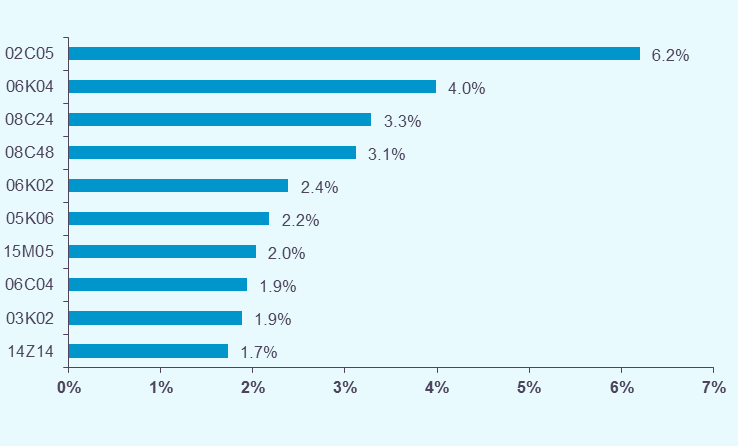 02C05 6.2%
06K04 4.0%
08C24 3.3%
08C48 3.1%
06K02 2.4%
05K06 2.2%
15M05 2.0%
06C04 1.9%
03K02 1.9%
14Z14 1.7%
0% 1% 2% 3% 4% 5% 6% 7%